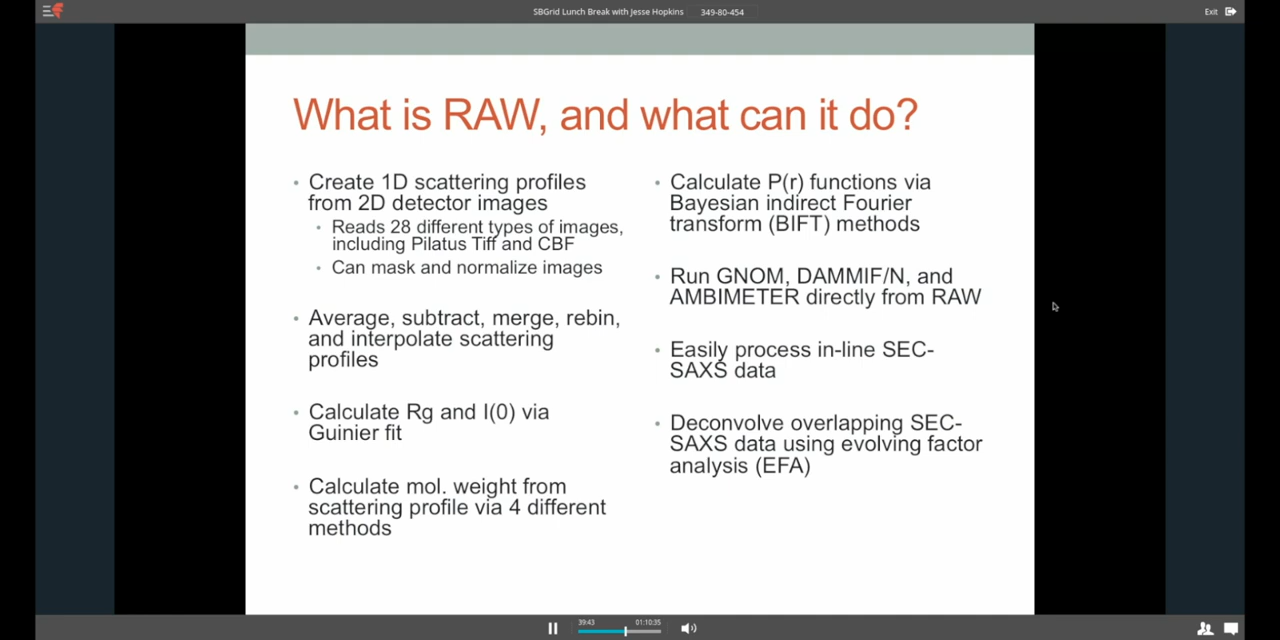 SBGrid Lunch Break with Jesse Hopkins 349-80-454 Exit
What is RAW, and what can it do?
• Create 1D scattering profiles
from 2D detector images
• Reads 28 different types of images,
including Pilatus Tiff and CBF
• Can mask and normalize images
• Average, subtract, merge, rebin,
and interpolate scattering
profiles
• Calculate Rg and I(0) via
Guinier fit
• Calculate mol. weight from
scattering profile via 4 different
methods
• Calculate P(r) functions via
Bayesian indirect Fourier
transform (BIFT) methods
• Run GNOM, DAMMIF/N, and
AMBIMETER directly from RAW
• Easily process in-line SEC-
SAXS data
• Deconvolve overlapping SEC-
SAXS data using evolving factor
analysis (EFA)
39:43 01:10:35